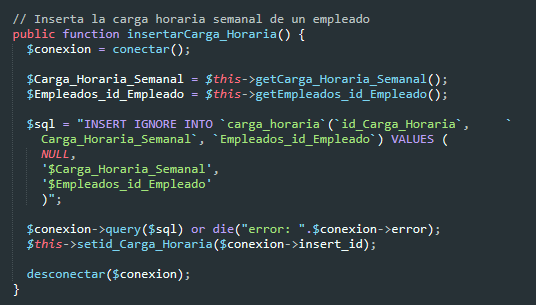 // Inserta la carga horaria semanal de un empleado
public function insertarCarga_Horaria() {
$conexion = conectar();
$Carga_Horaria_Semanal = $this->getCarga_Horaria_Semanal();
$Empleados_id_Empleado = $this->getEmpleados_id_Empleado();
$sql = "INSERT IGNORE INTO `carga_horaria`(`id_Carga_Horaria`, `
Carga_Horaria_Semanal`, `Empleados_id_Empleado`) VALUES (
NULL,
'$Carga_Horaria_Semanal',
'$Empleados_id_Empleado'
)";
$conexion->query($sql) or die("error: ".$conexion->error);
$this->setid_Carga_Horaria($conexion->insert_id);
desconectar($conexion);
}